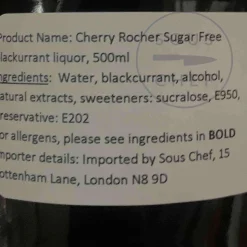 Product Name: Cherry Rocher Sugar Free
lackurrant liquor, 500ml
ngredients: Water, blackcurrant, alcohol,
atural extracts, sweeteners: sucralose, E950,
reservative: E202
or allergens, please see ingredients in BOLD
mporter details: Imported by Sous Chef, 15
ottenham Lane, London N8 9D